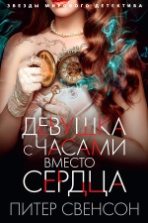 ЗВЕЗДЫ МИРОВОГО ДЕТЕКТИВА
ДЕВУШКА
С ЧАСАМИ
ВМЕСТО
СЕРДЦА
ПИТЕР СВЕНСОН